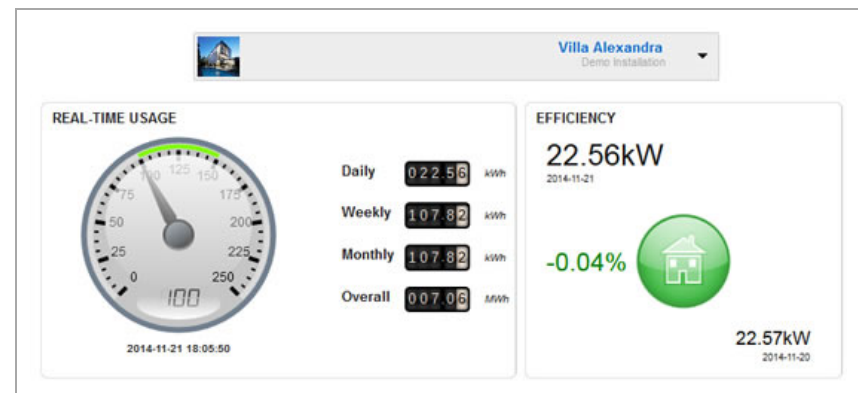 Villa Alexandra
Demo Installation
REAL-TIME USAGE
0
25
50
75
100
125
150
175
200
225
250
100
2014-11-21 18:05:50
Daily 022.56 kWh
Weekly 107.82 kWh
Monthly 107.82 kWh
Overall 007.06 MWh
EFFICIENCY
22.56kW
2014-11-21
-0.04%
22.57kW
2014-11-20